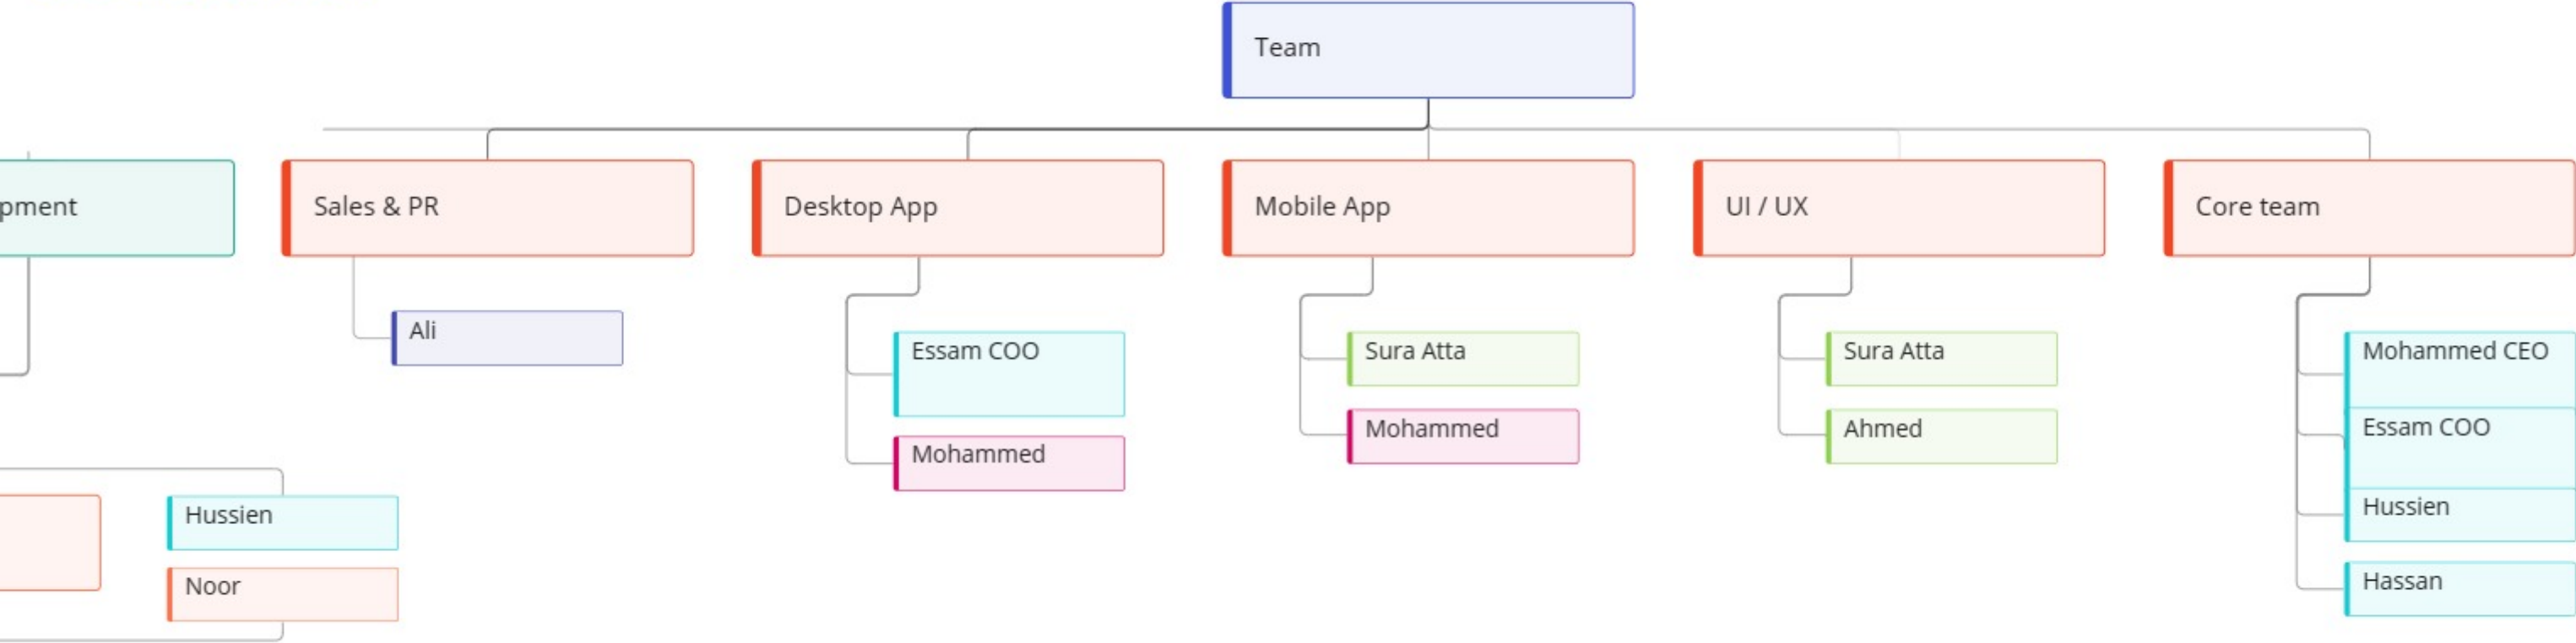 Team
pment
Sales & PR
Desktop App
Mobile App
UI / UX
Core team
Ali
Essam COO
Mohammed
Sura Atta
Mohammed
Sura Atta
Ahmed
Mohammed CEO
Essam COO
Hussien
Hassan
Hussien
Noor